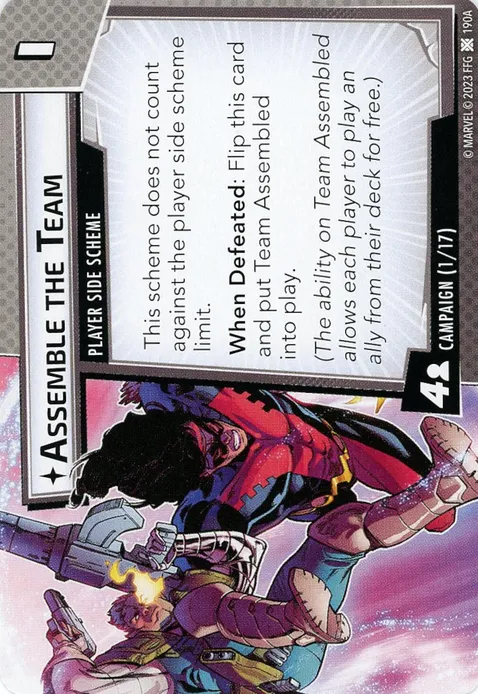 ASSEMBLE THE TEAM
PLAYER SIDE SCHEME
This scheme does not count
against the player side scheme
limit.
When Defeated: Flip this card
and put Team Assembled
into play.
(The ability on Team Assembled
allows each player to play an
ally from their deck for free.)
4
CAMPAIGN (1/17)
© MARVEL © 2023 FFG 190A